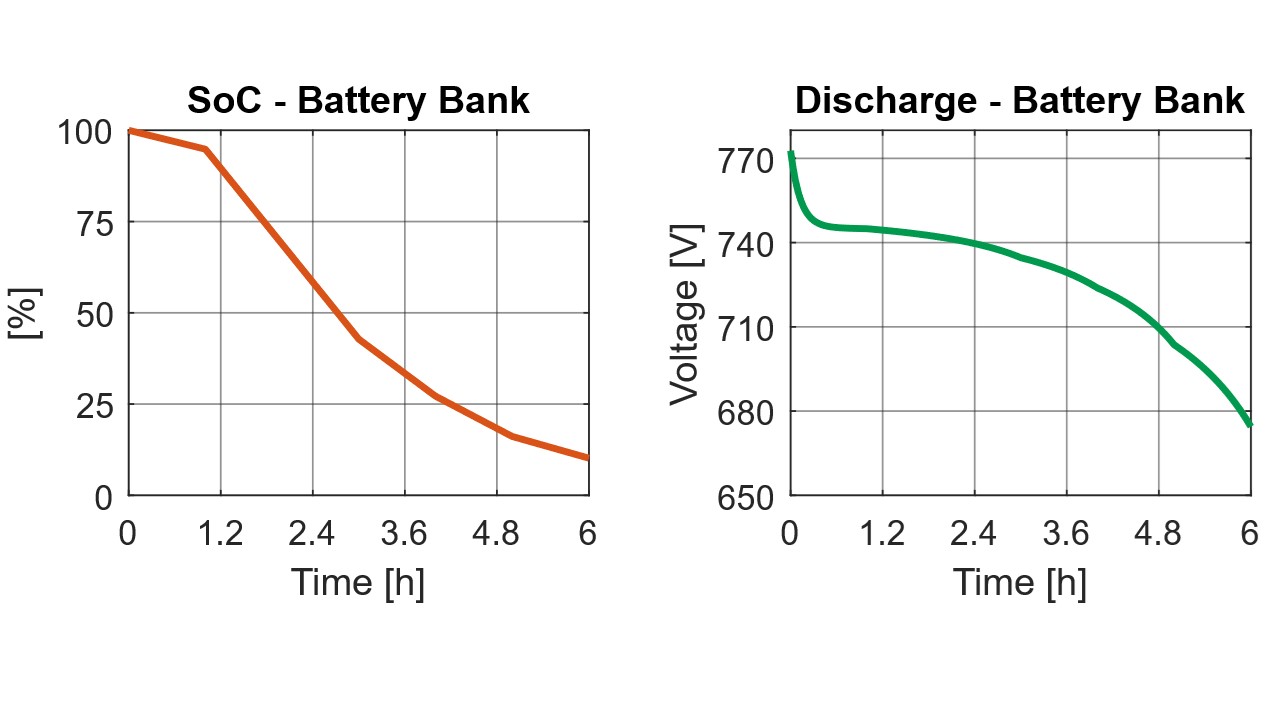 SoC - Battery Bank
100
75
50
25
0
[%]
0 1.2 2.4 3.6 4.8 6
Time [h]
Discharge - Battery Bank
770
740
710
680
650
Voltage [V]
0 1.2 2.4 3.6 4.8 6
Time [h]